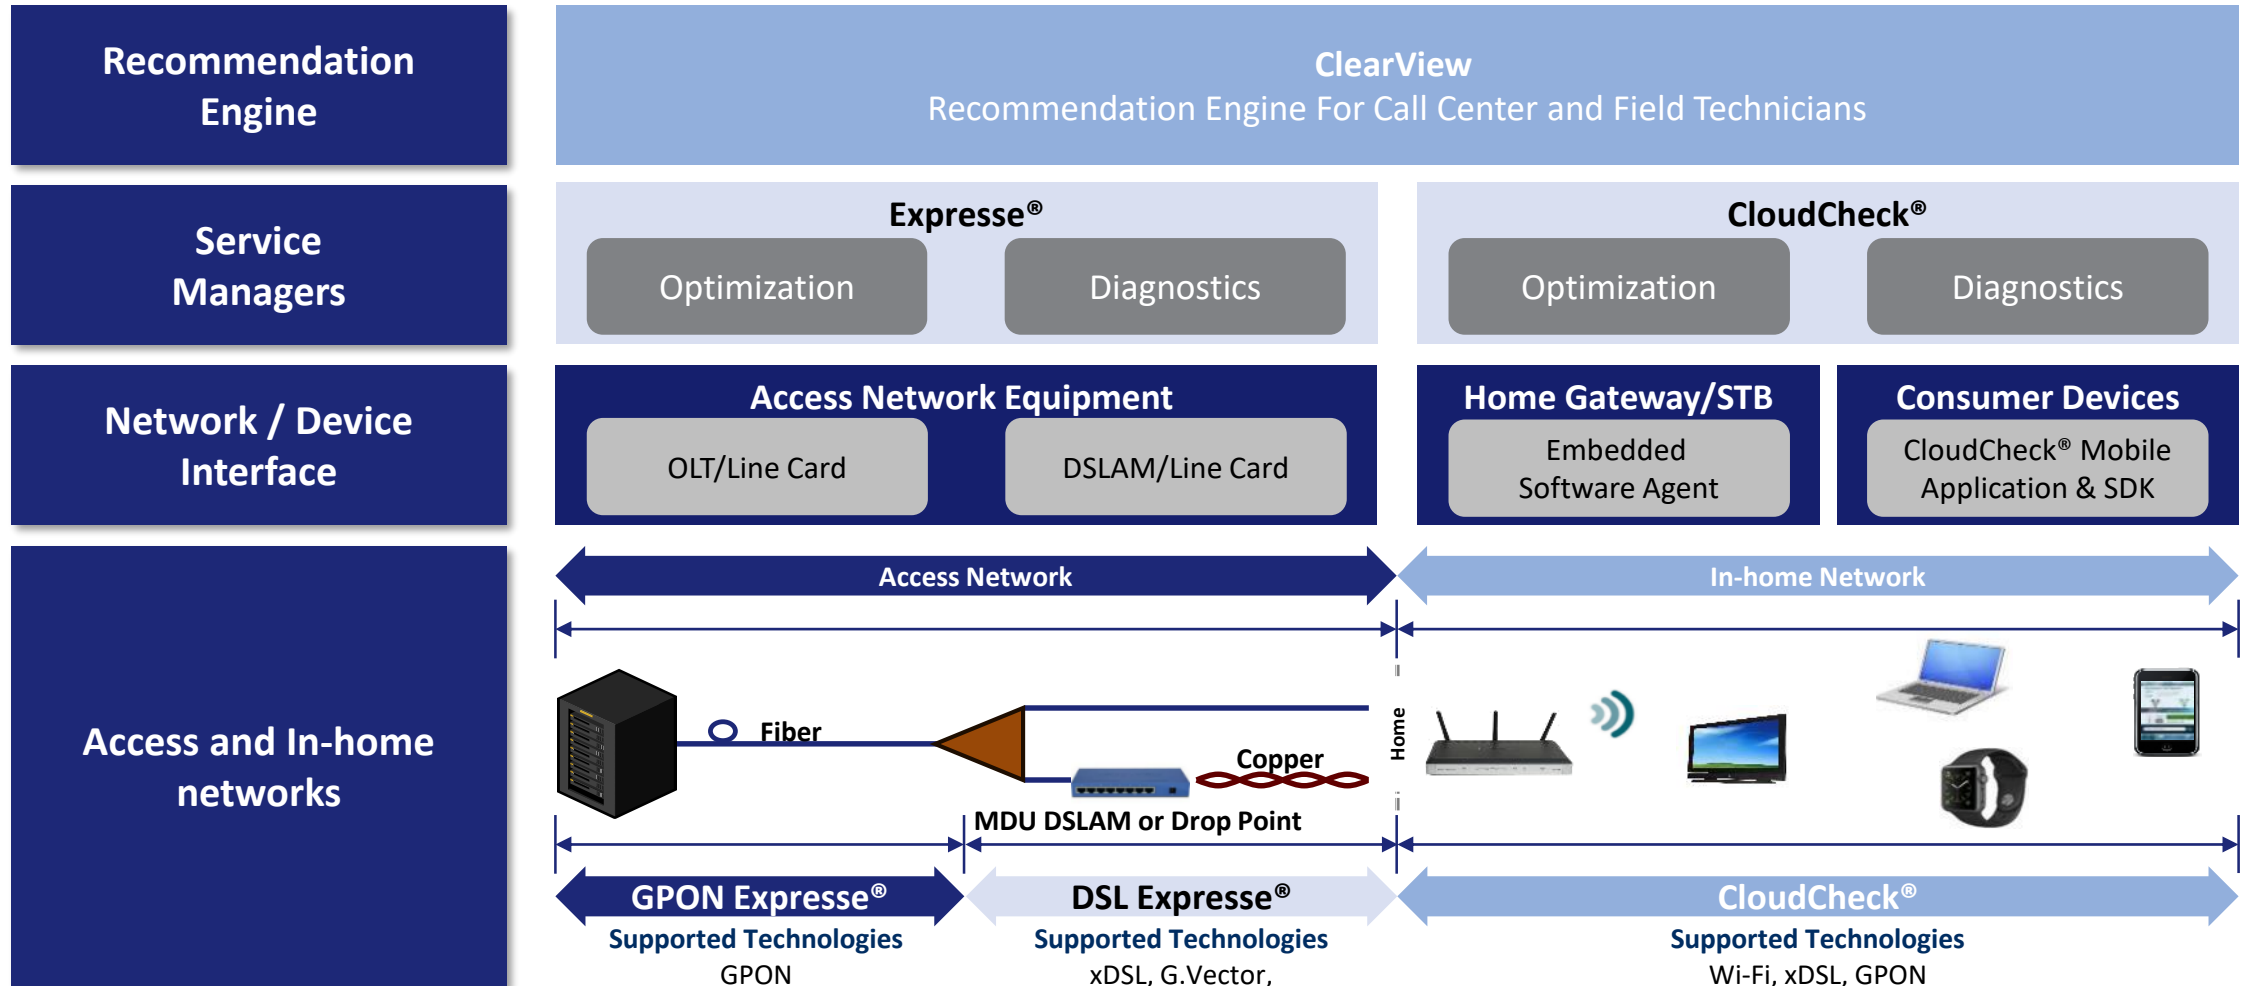 Recommendation
Engine
ClearView
Recommendation Engine For Call Center and Field Technicians
Service
Managers
Expresse®
Optimization
Diagnostics
CloudCheck®
Optimization
Diagnostics
Network / Device
Interface
Access Network Equipment
OLT/Line Card
DSLAM/Line Card
Home Gateway/STB
Embedded
Software Agent
Consumer Devices
CloudCheck® Mobile
Application & SDK
Access and In-home
networks
Access Network
In-home Network
Fiber
Copper
Home
MDU DSLAM or Drop Point
GPON Expresse®
DSL Expresse®
CloudCheck®
Supported Technologies
GPON
Supported Technologies
xDSL, G.Vector,
Supported Technologies
Wi-Fi, xDSL, GPON